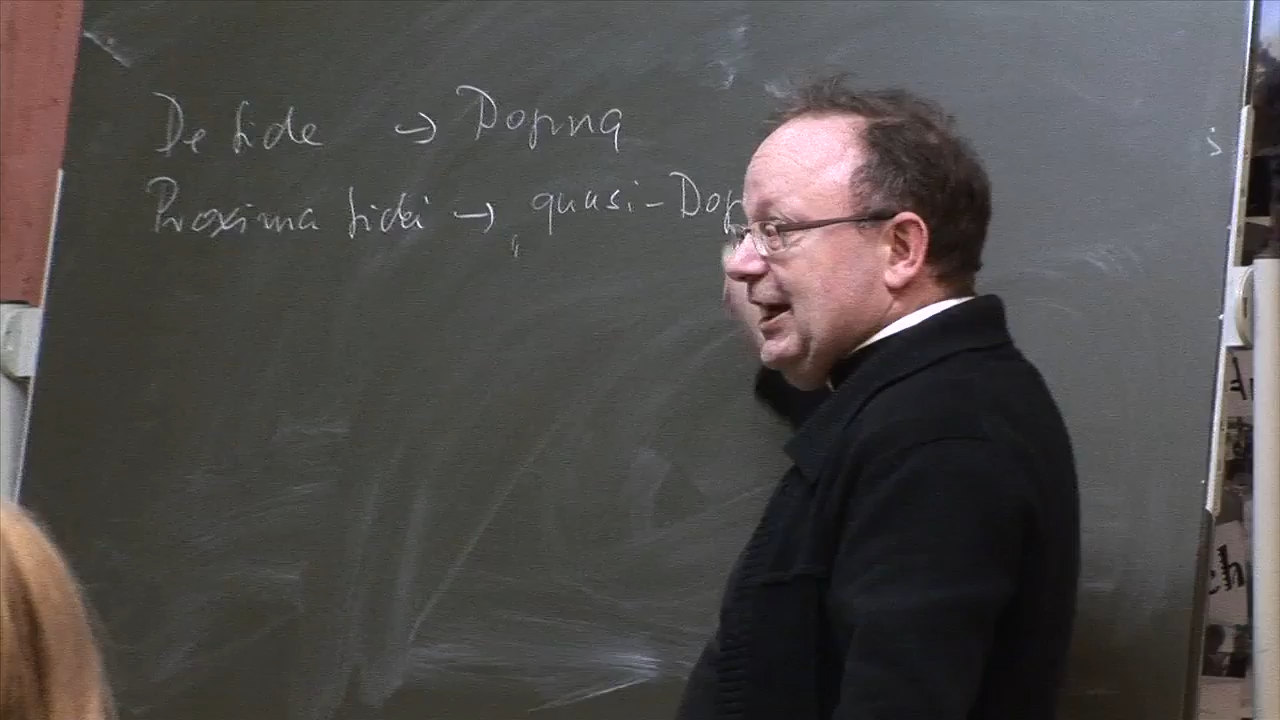 De fide → Dogma
Proxima fidei → quasi-Dog